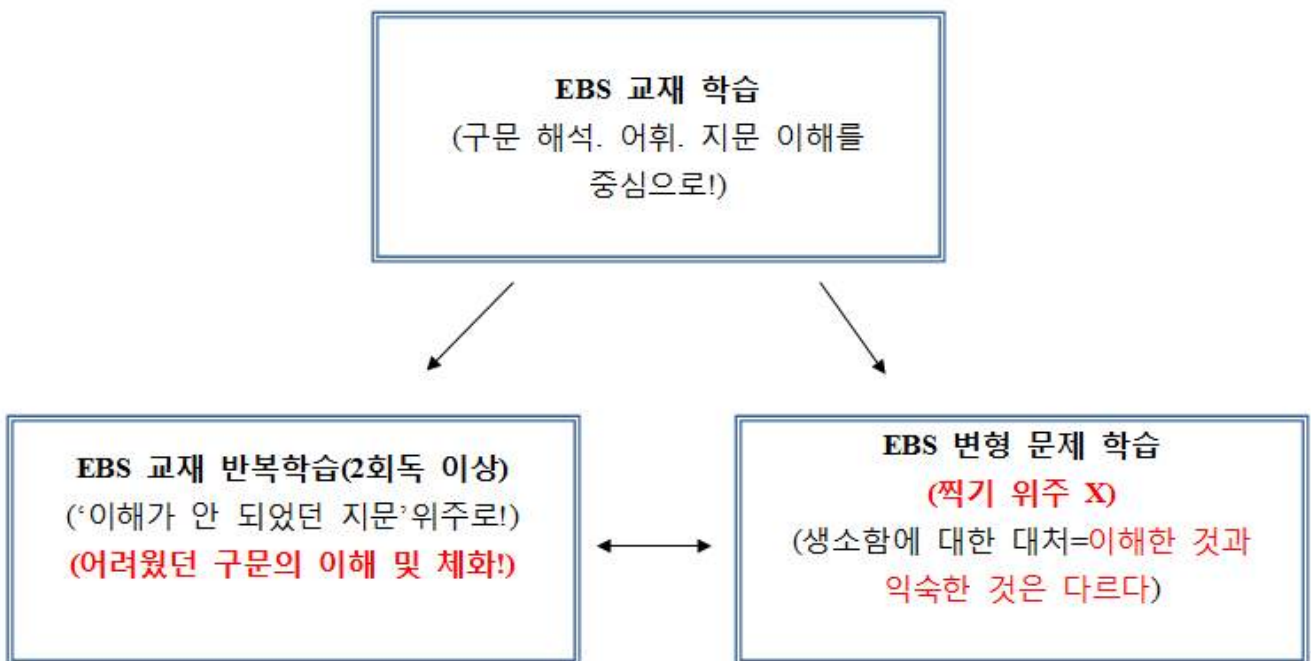 EBS 교재 학습
(구문 해석. 어휘. 지문 이해를
중심으로!)
EBS 교재 반복학습(2회독 이상)
(‘이해가 안 되었던 지문’위주로!)
(어려웠던 구문의 이해 및 체화!)
EBS 변형 문제 학습
(찍기 위주 X)
(생소함에 대한 대처=이해한 것과
익숙한 것은 다르다)